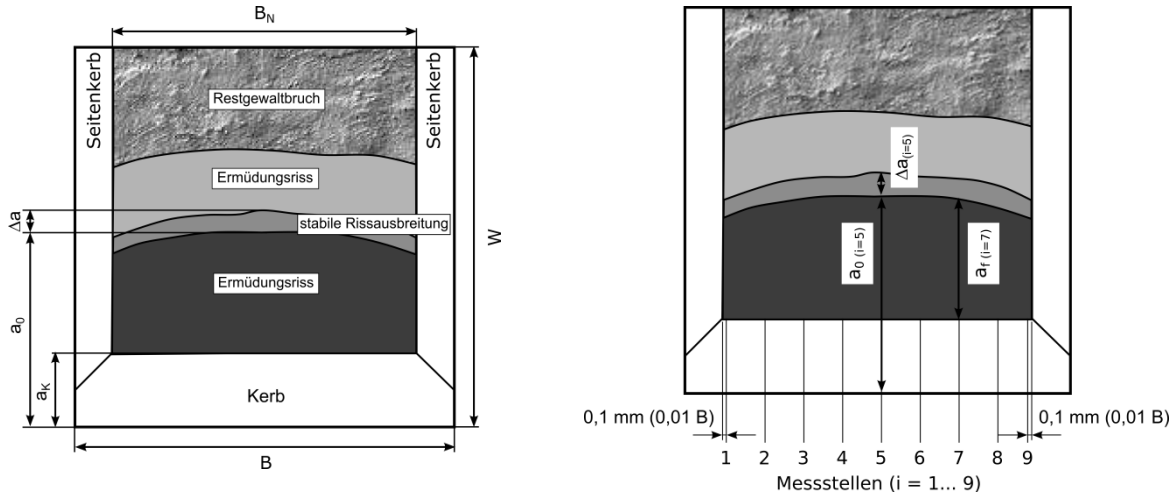 B_N
Seitenkerb
Seitenkerb
Restgewaltbruch
Ermüdungsriss
stabile Rissausbreitung
Ermüdungsriss
Δa
a_0
a_K
W
Kerb
B
Δa_(i=5)
a_0 (i=5)
a_f (i=7)
0,1 mm (0,01 B)
0,1 mm (0,01 B)
1 2 3 4 5 6 7 8 9
Messstellen (i = 1... 9)